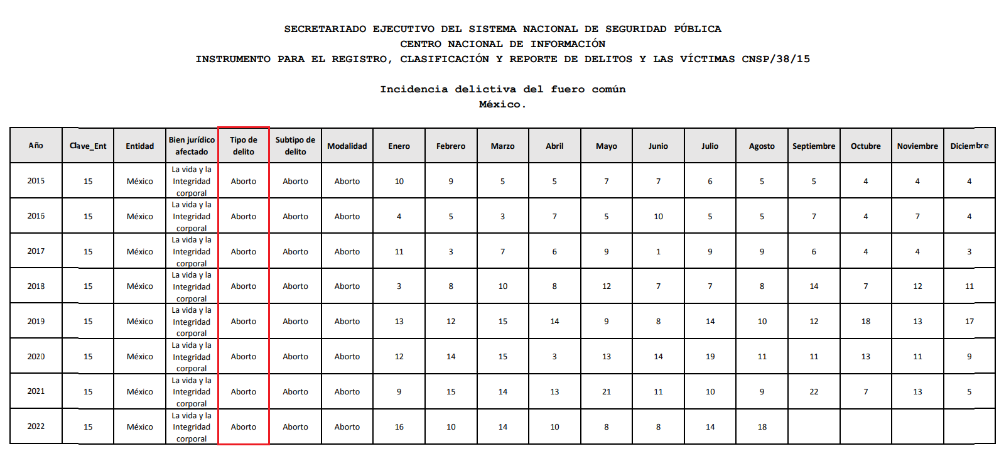 SECRETARIADO EJECUTIVO DEL SISTEMA NACIONAL DE SEGURIDAD PÚBLICA
CENTRO NACIONAL DE INFORMACIÓN
INSTRUMENTO PARA EL REGISTRO, CLASIFICACIÓN Y REPORTE DE DELITOS Y LAS VÍCTIMAS CNSP/38/15
Incidencia delictiva del fuero común
México.
Año Clave_Ent Entidad Bien jurídico afectado Tipo de delito Subtipo de delito Modalidad Enero Febrero Marzo Abril Mayo Junio Julio Agosto Septiembre Octubre Noviembre Diciembre
2015 15 México La vida y la Integridad corporal Aborto Aborto Aborto 10 9 5 5 7 7 6 5 5 4 4 4
2016 15 México La vida y la Integridad corporal Aborto Aborto Aborto 4 5 3 7 5 10 5 5 7 4 7 4
2017 15 México La vida y la Integridad corporal Aborto Aborto Aborto 11 3 7 6 9 1 9 9 6 4 4 3
2018 15 México La vida y la Integridad corporal Aborto Aborto Aborto 3 8 10 8 12 7 7 8 14 7 12 11
2019 15 México La vida y la Integridad corporal Aborto Aborto Aborto 13 12 15 14 9 8 14 10 12 18 13 17
2020 15 México La vida y la Integridad corporal Aborto Aborto Aborto 12 14 15 3 13 14 19 11 11 13 11 9
2021 15 México La vida y la Integridad corporal Aborto Aborto Aborto 9 15 14 13 21 11 10 9 22 7 13 5
2022 15 México La vida y la Integridad corporal Aborto Aborto Aborto 16 10 14 10 8 8 14 18